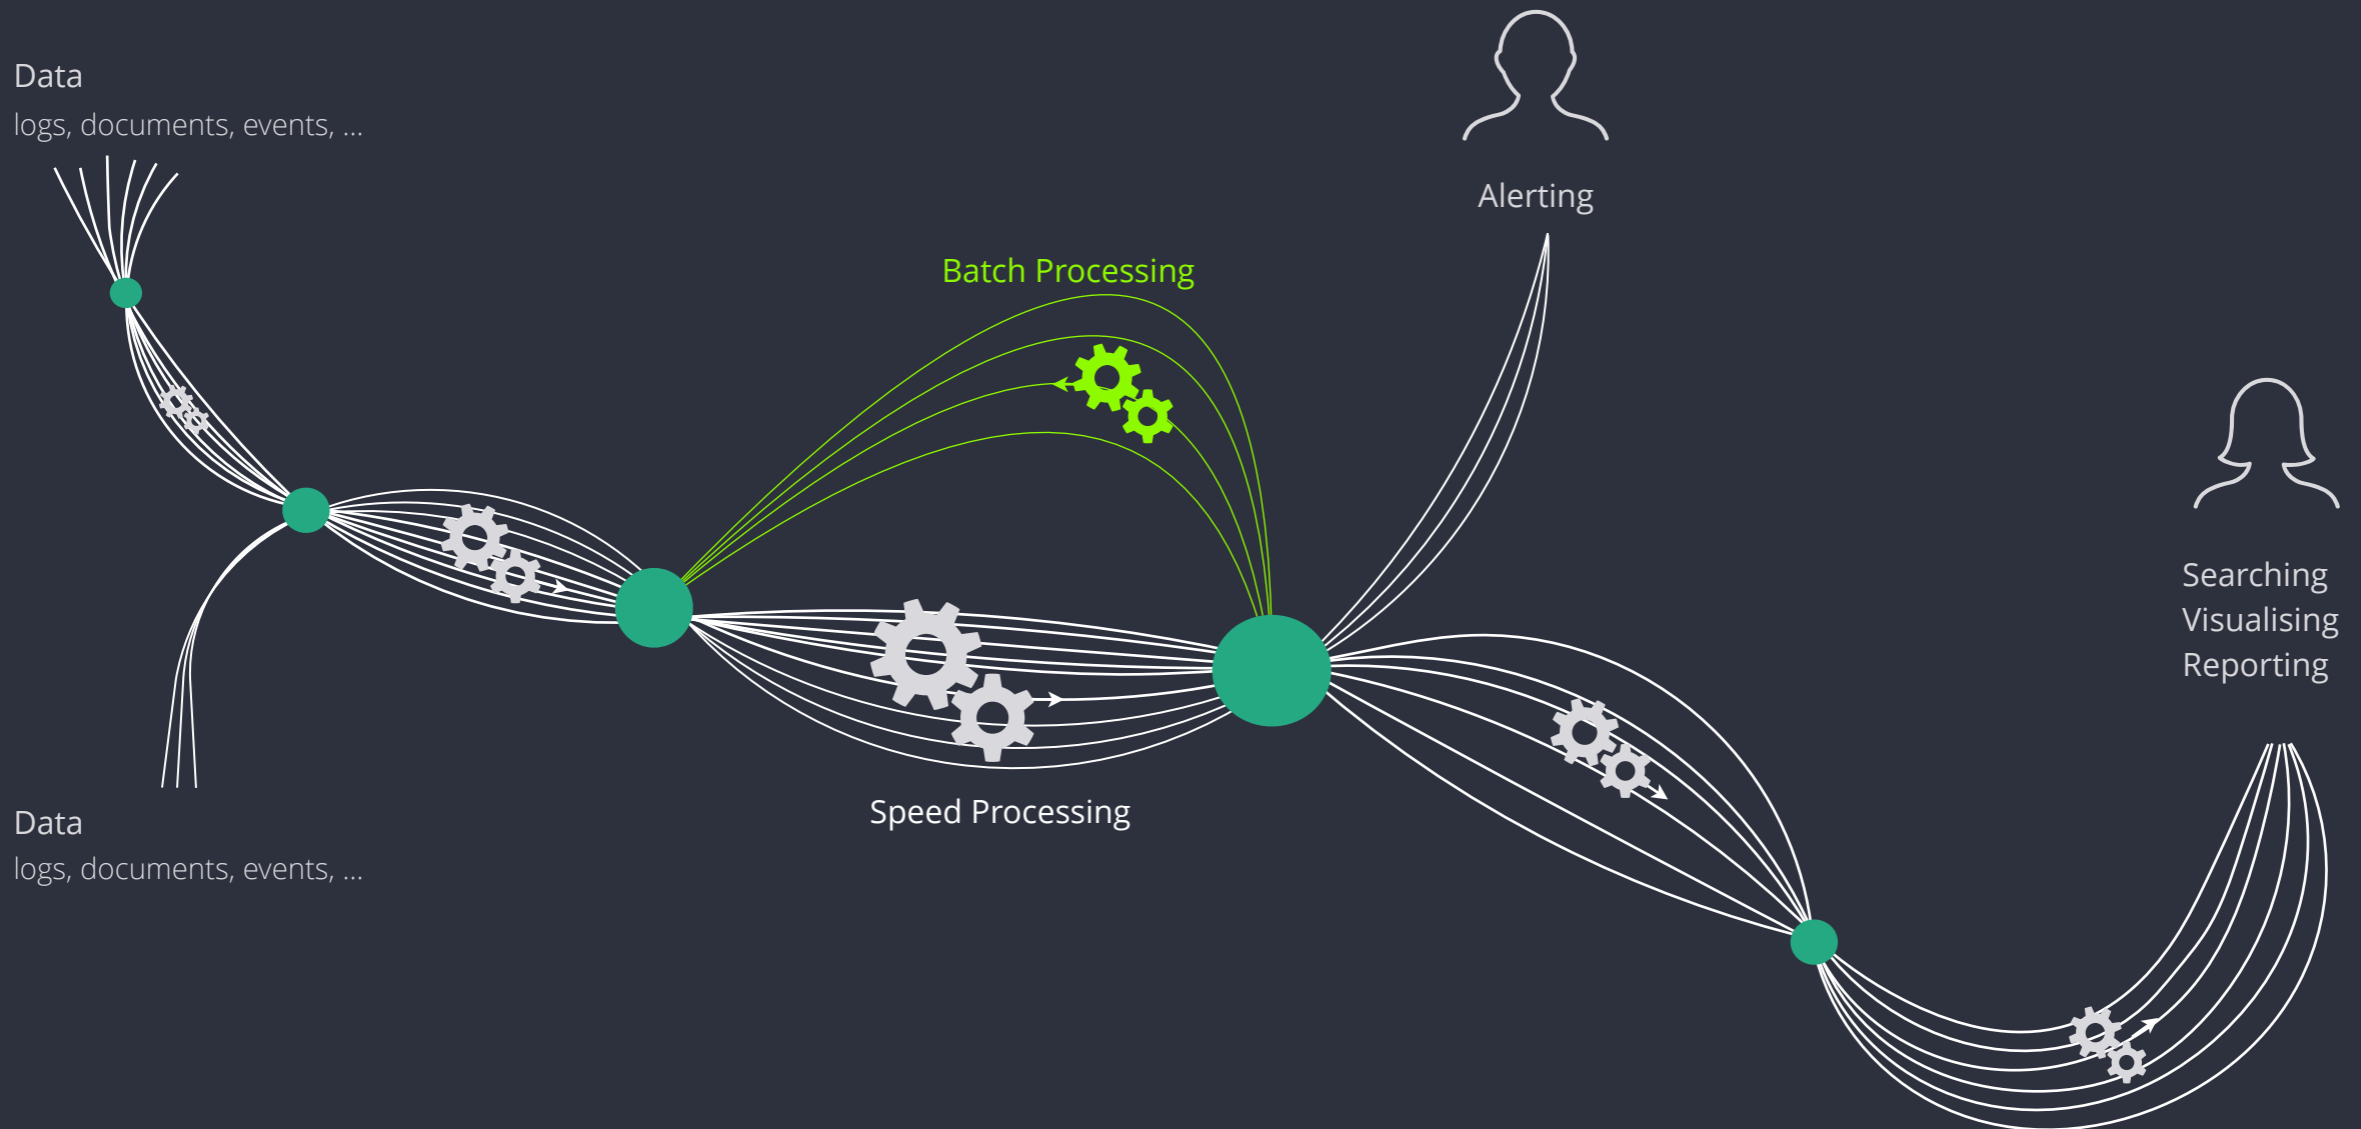 Data
logs, documents, events, ...
Alerting
Batch Processing
Searching
Visualising
Reporting
Speed Processing
Data
logs, documents, events, ...